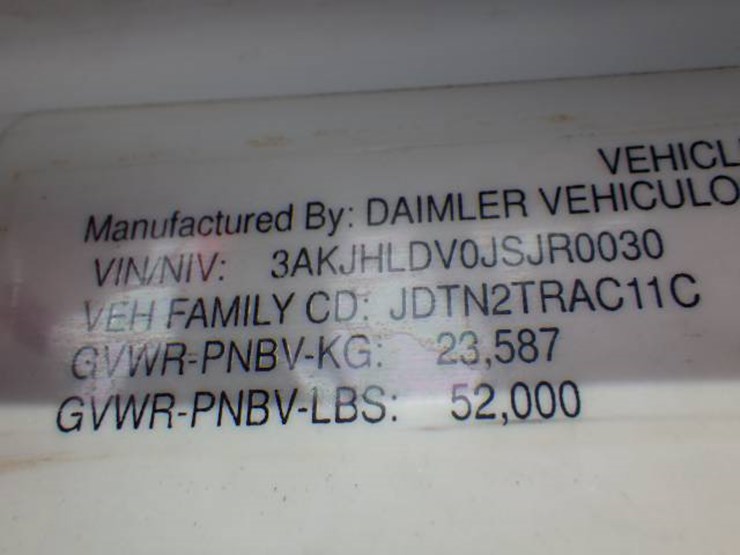 VEHICL
Manufactured By: DAIMLER VEHICULO
VIN/NIV: 3AKJHLDV0JSJR0030
VEH FAMILY CD: JDTN2TRAC11C
GVWR-PNBV-KG: 23,587
GVWR-PNBV-LBS: 52,000